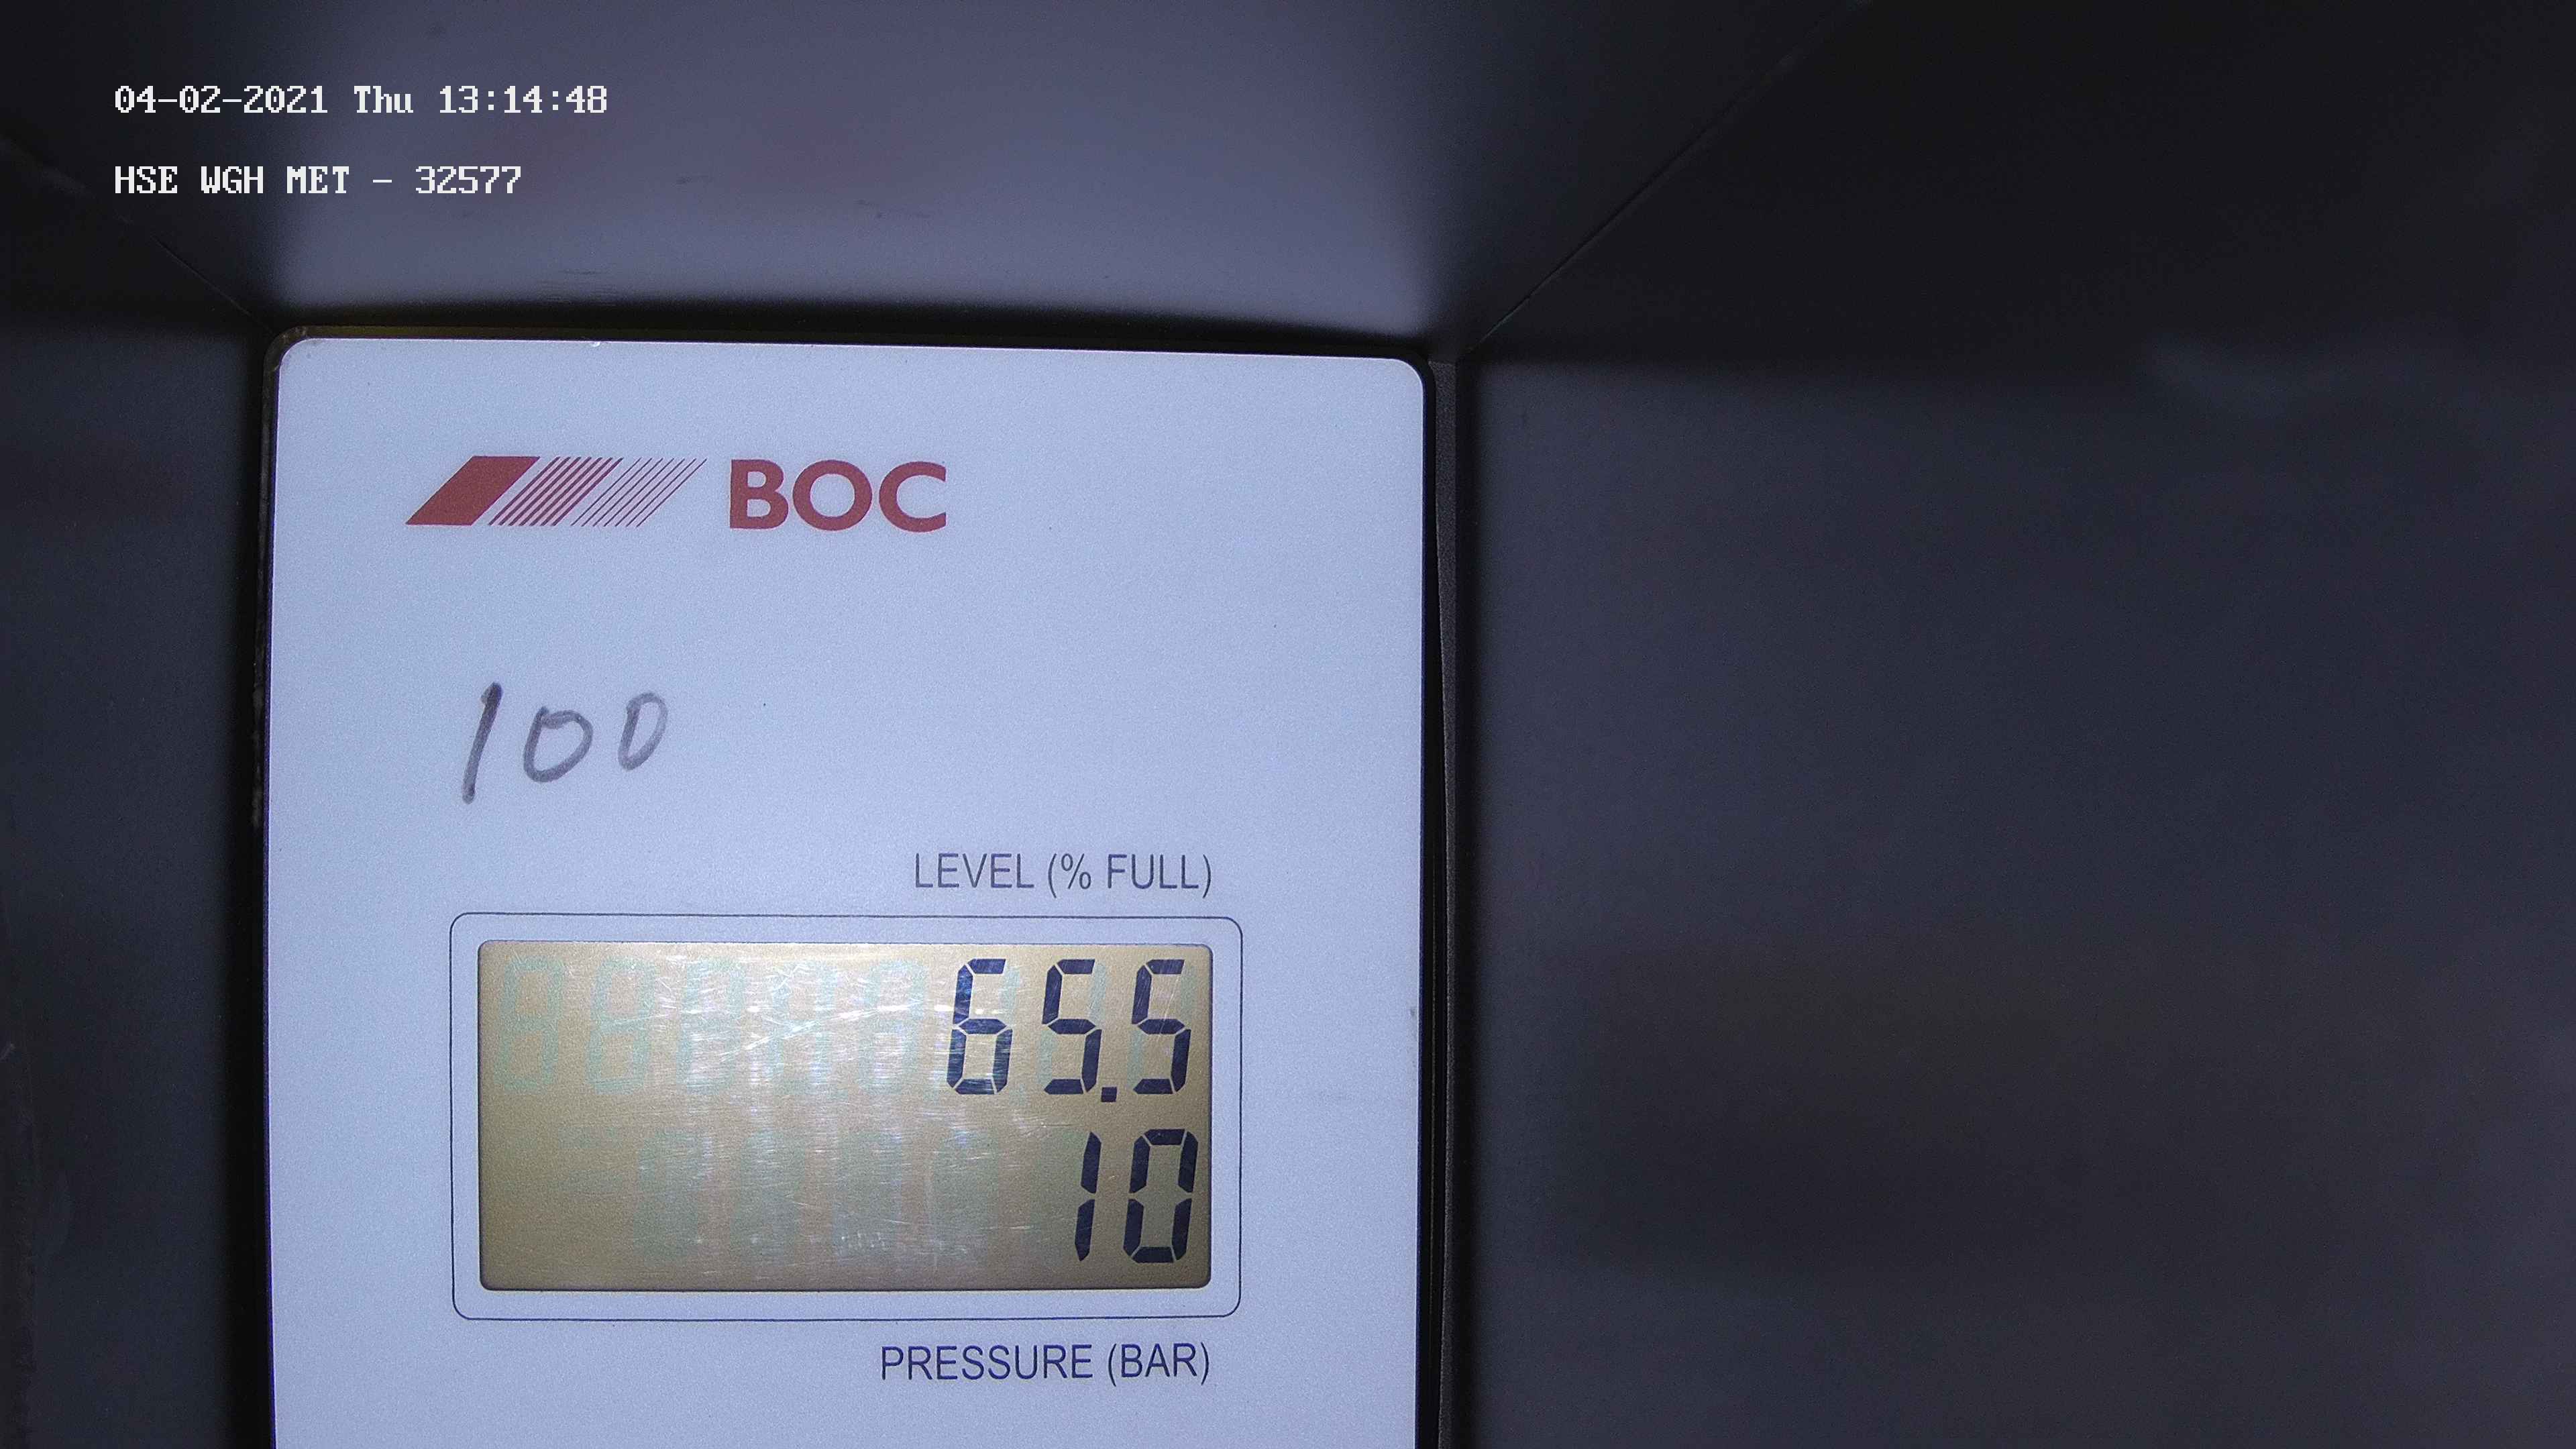 04-02-2021 Thu 13:14:48
HSE WGH MET - 32577
BOC
100
LEVEL (% FULL)
65.5
10
PRESSURE (BAR)